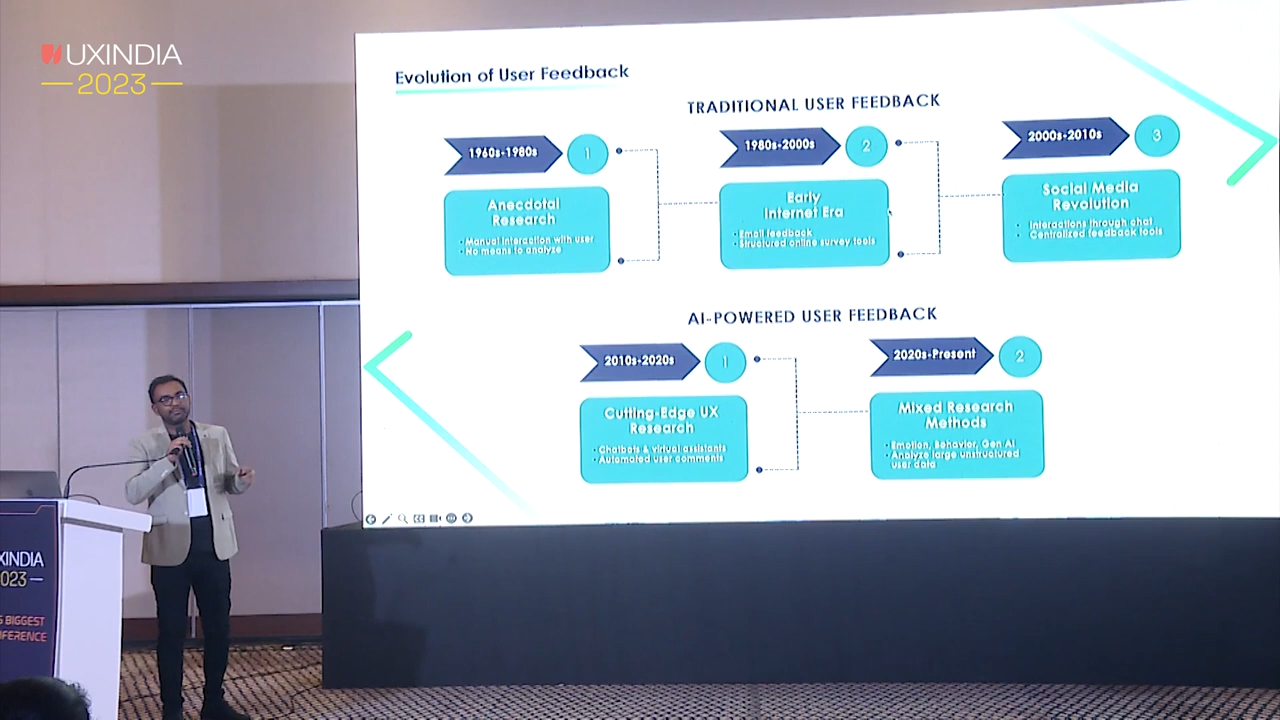 UXINDIA
2023
Evolution of User Feedback
TRADITIONAL USER FEEDBACK
1960s-1980s
1
Anecdotal
Research
• Manual interaction with user
• No means to analyze
1980s-2000s
2
Early
Internet Era
• Email feedback
• Structured online survey tools
2000s-2010s
3
Social Media
Revolution
• Interactions through chat
• Centralized feedback tools
AI-POWERED USER FEEDBACK
2010s-2020s
1
Cutting-Edge UX
Research
• Chatbots & virtual assistants
• Automated user comments
2020s-Present
2
Mixed Research
Methods
• Emotion, Behavior, Gen AI
• Analyze large unstructured
user data
XINDIA
023
S BIGGEST
FERENCE